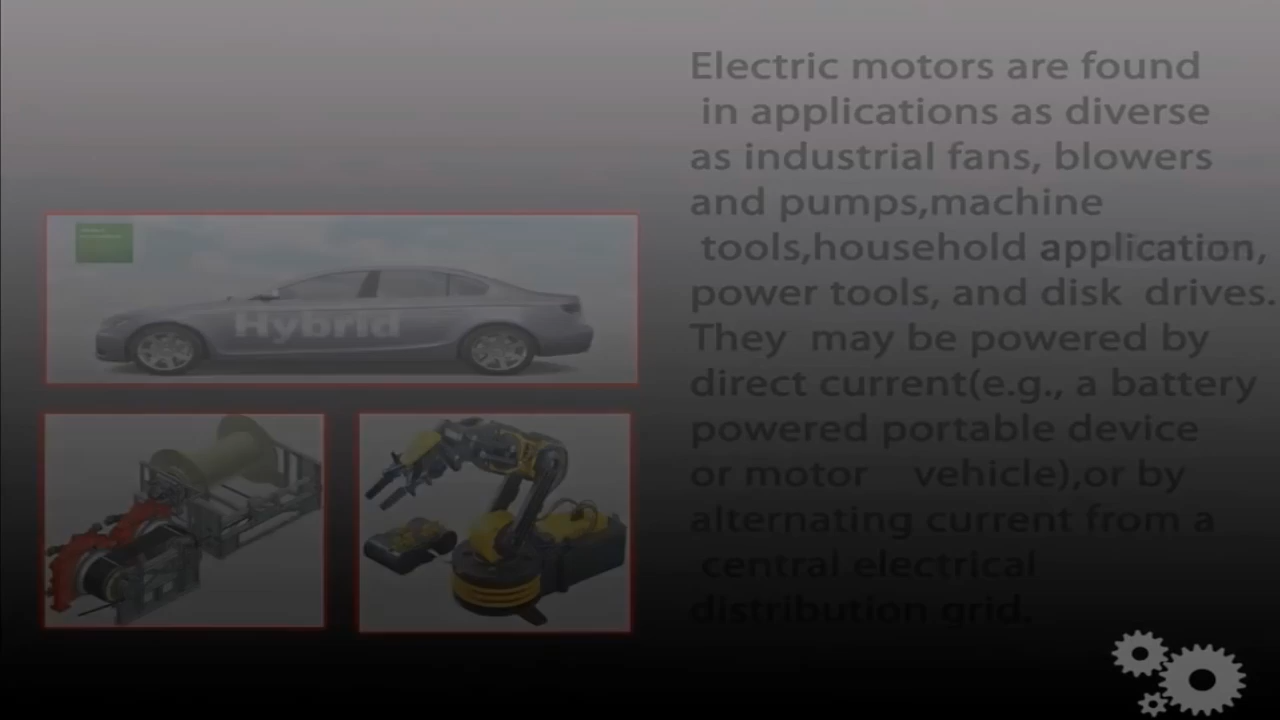 Electric motors are found
in applications as diverse
as industrial fans, blowers
and pumps,machine
tools,household application,
power tools, and disk drives.
They may be powered by
direct current(e.g., a battery
powered portable device
or motor vehicle),or by
alternating current from a
central electrical
distribution grid.
Hybrid